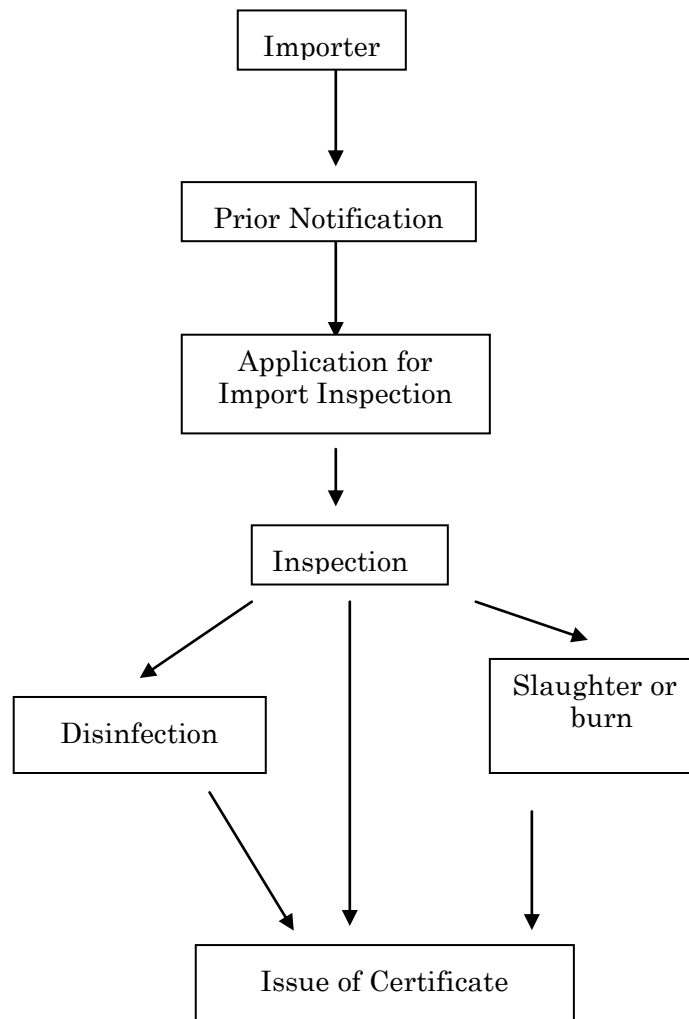 Importer
Prior Notification
Application for
Import Inspection
Inspection
Disinfection
Slaughter or
burn
Issue of Certificate